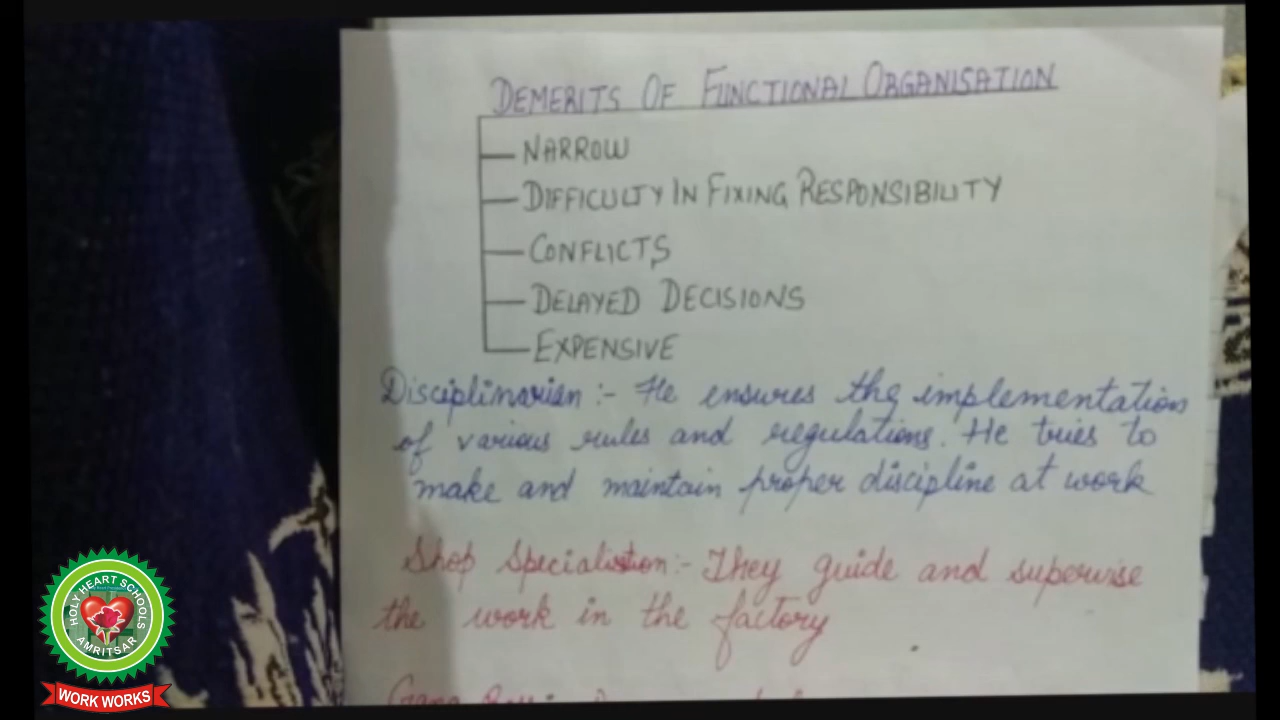 DEMERITS OF FUNCTIONAL ORGANISATION
NARROW
DIFFICULTY IN FIXING RESPONSIBILITY
CONFLICTS
DELAYED DECISIONS
EXPENSIVE
Disciplinarian :- He ensures the implementation
of various rules and regulations. He tries to
make and maintain proper discipline at work
Shop :- They guide and supervise
the work in the factory
HOLY HEART SCHOOLS
AMRITSAR
WORK WORKS